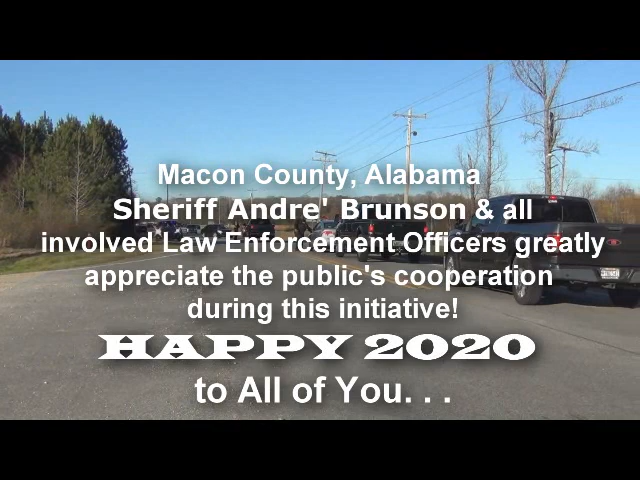 Macon County, Alabama
Sheriff Andre' Brunson & all
involved Law Enforcement Officers greatly
appreciate the public's cooperation
during this initiative!
HAPPY 2020
to All of You. . .